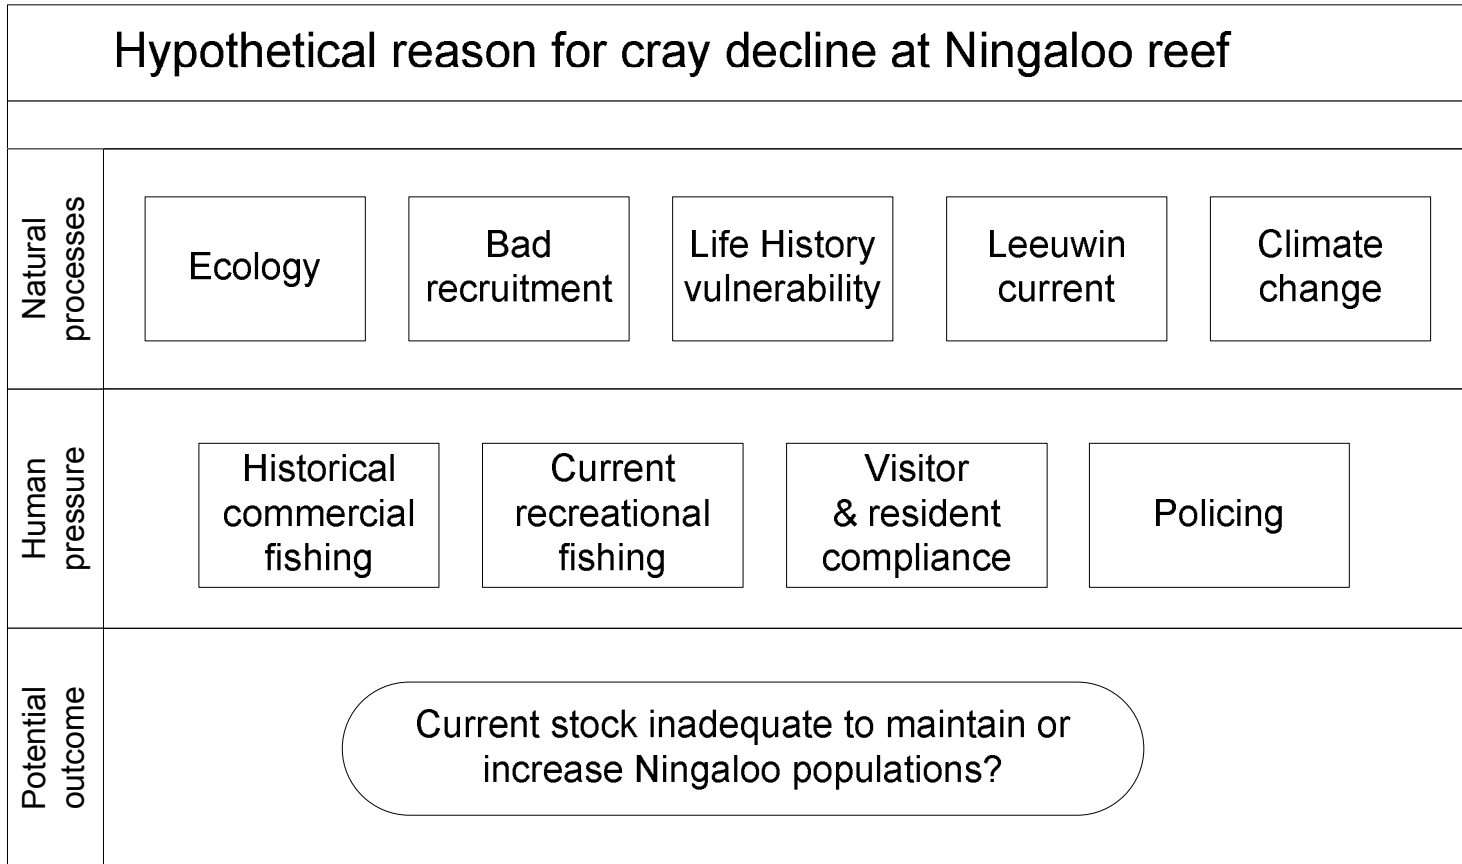 Hypothetical reason for cray decline at Ningaloo reef
Natural
processes
Ecology
Bad
recruitment
Life History
vulnerability
Leeuwin
current
Climate
change
Human
pressure
Historical
commercial
fishing
Current
recreational
fishing
Visitor
& resident
compliance
Policing
Potential
outcome
Current stock inadequate to maintain or
increase Ningaloo populations?